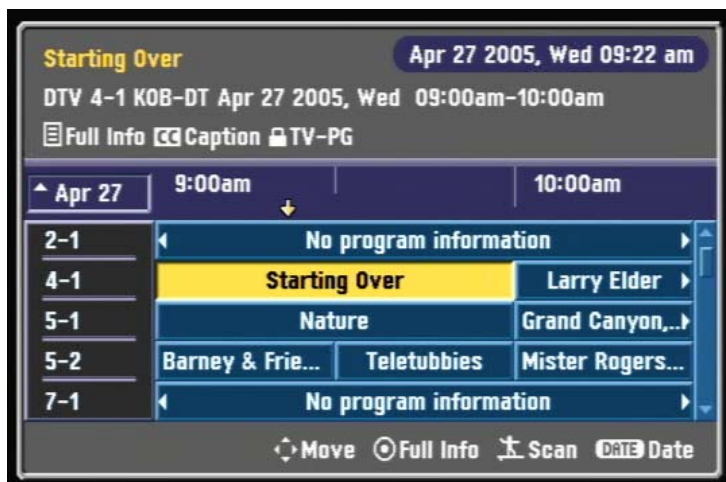 Starting Over Apr 27 2005, Wed 09:22 am
DTV 4-1 KOB-DT Apr 27 2005, Wed 09:00am-10:00am
Full Info CC Caption TV-PG
Apr 27 9:00am 10:00am
2-1 No program information
4-1 Starting Over Larry Elder
5-1 Nature Grand Canyon,..
5-2 Barney & Frie... Teletubbies Mister Rogers...
7-1 No program information
Move Full Info Scan DATE Date